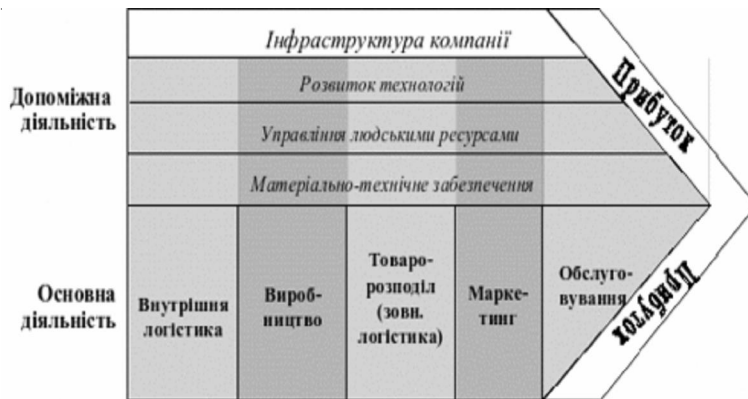 Інфраструктура компанії
Розвиток технологій
Допоміжна
діяльність
Управління людськими ресурсами
Матеріально-технічне забезпечення
Прибуток
Основна
діяльність
Внутрішня
логістика
Вироб-
ництво
Товаро-
розподіл
(зовн.
логістика)
Марке-
тинг
Обслуго-
вування
Прибуток